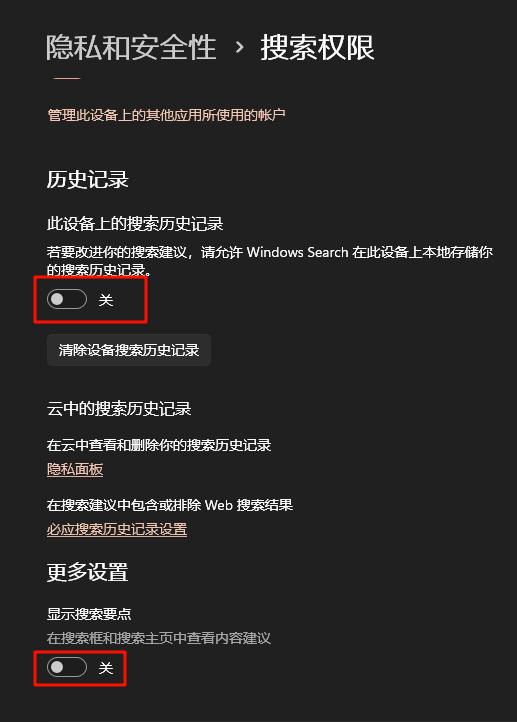 隐私和安全性 › 搜索权限
管理此设备上的其他应用所使用的帐户
历史记录
此设备上的搜索历史记录
若要改进你的搜索建议，请允许 Windows Search 在此设备上本地存储你
的搜索历史记录。
关
清除设备搜索历史记录
云中的搜索历史记录
在云中查看和删除你的搜索历史记录
隐私面板
在搜索建议中包含或排除 Web 搜索结果
必应搜索历史记录设置
更多设置
显示搜索要点
在搜索框和搜索主页中查看内容建议
关